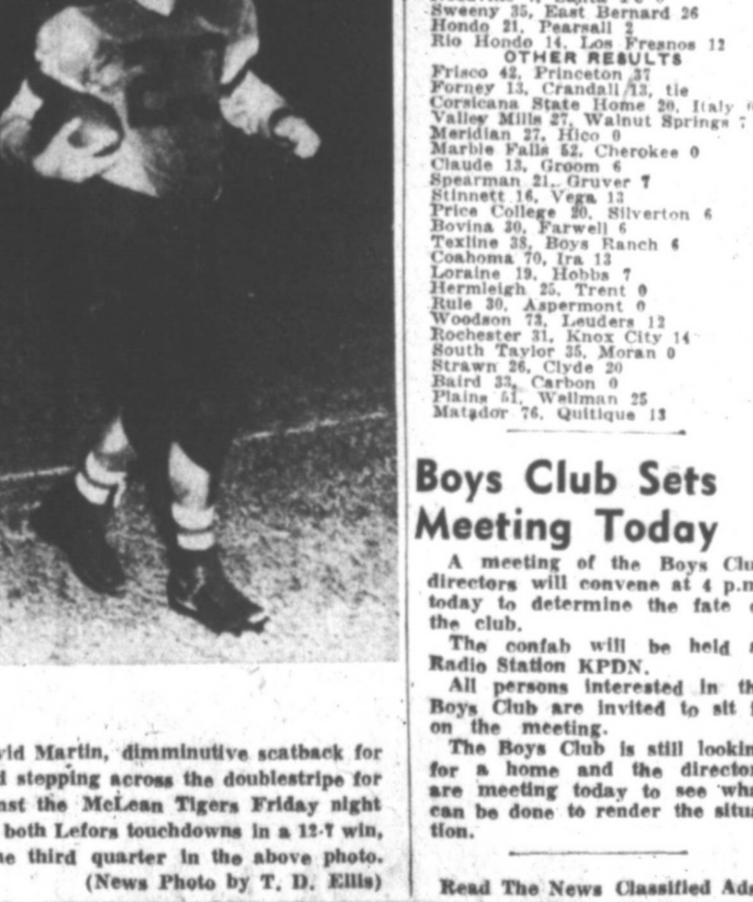 Sweeny 35, East Bernard 26
Hondo 21, Pearsall 2
Rio Hondo 14, Los Fresnos 12
OTHER RESULTS
Frisco 42, Princeton 37
Forney 13, Crandall 13, tie
Corsicana State Home 20, Italy
Valley Mills 27, Walnut Springs 7
Meridian 27, Hico 0
Marble Falls 52, Cherokee 0
Claude 13, Groom 6
Spearman 21, Gruver 7
Stinnett 16, Vega 13
Price College 20, Silverton 6
Bovina 30, Farwell 6
Texline 38, Boys Ranch 6
Coahoma 70, Ira 13
Loraine 19, Hobbs 7
Hermleigh 25, Trent 0
Rule 30, Aspermont 0
Woodson 73, Leuders 12
Rochester 31, Knox City 14
South Taylor 35, Moran 0
Strawn 26, Clyde 20
Baird 33, Carbon 0
Plains 51, Wellman 25
Matador 76, Quitique 13
Boys Club Sets
Meeting Today
A meeting of the Boys Clu
directors will convene at 4 p.m
today to determine the fate
the club.
The confab will be held
Radio Station KPDN.
All persons interested in th
Boys Club are invited to sit
on the meeting.
The Boys Club is still lookin
for a home and the director
are meeting today to see wha
can be done to render the situa
tion.
Read The News Classified Ads
vid Martin, dimminutive scatback for
d stepping across the doublestripe for
nst the McLean Tigers Friday night
both Lefors touchdowns in a 12-7 win,
he third quarter in the above photo.
(News Photo by T. D. Ellis)